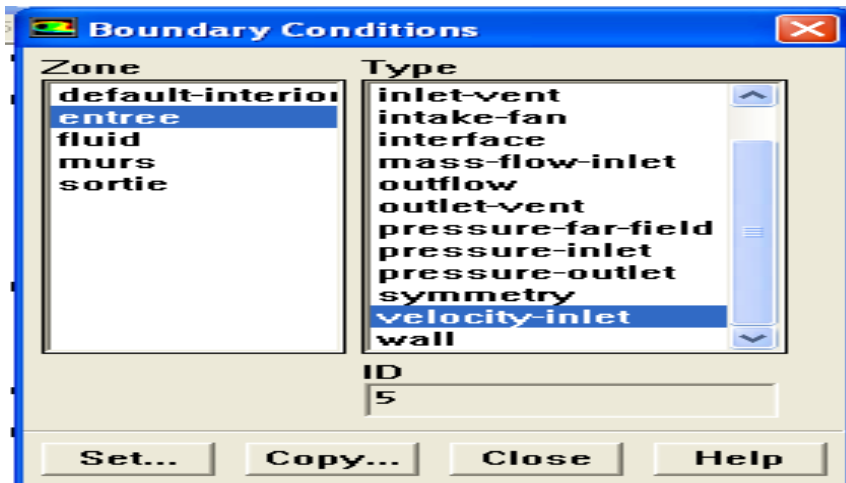 Boundary Conditions
Zone
default-interior
entree
fluid
murs
sortie
Type
inlet-vent
intake-fan
interface
mass-flow-inlet
outflow
outlet-vent
pressure-far-field
pressure-inlet
pressure-outlet
symmetry
velocity-inlet
wall
ID
5
Set... Copy... Close Help